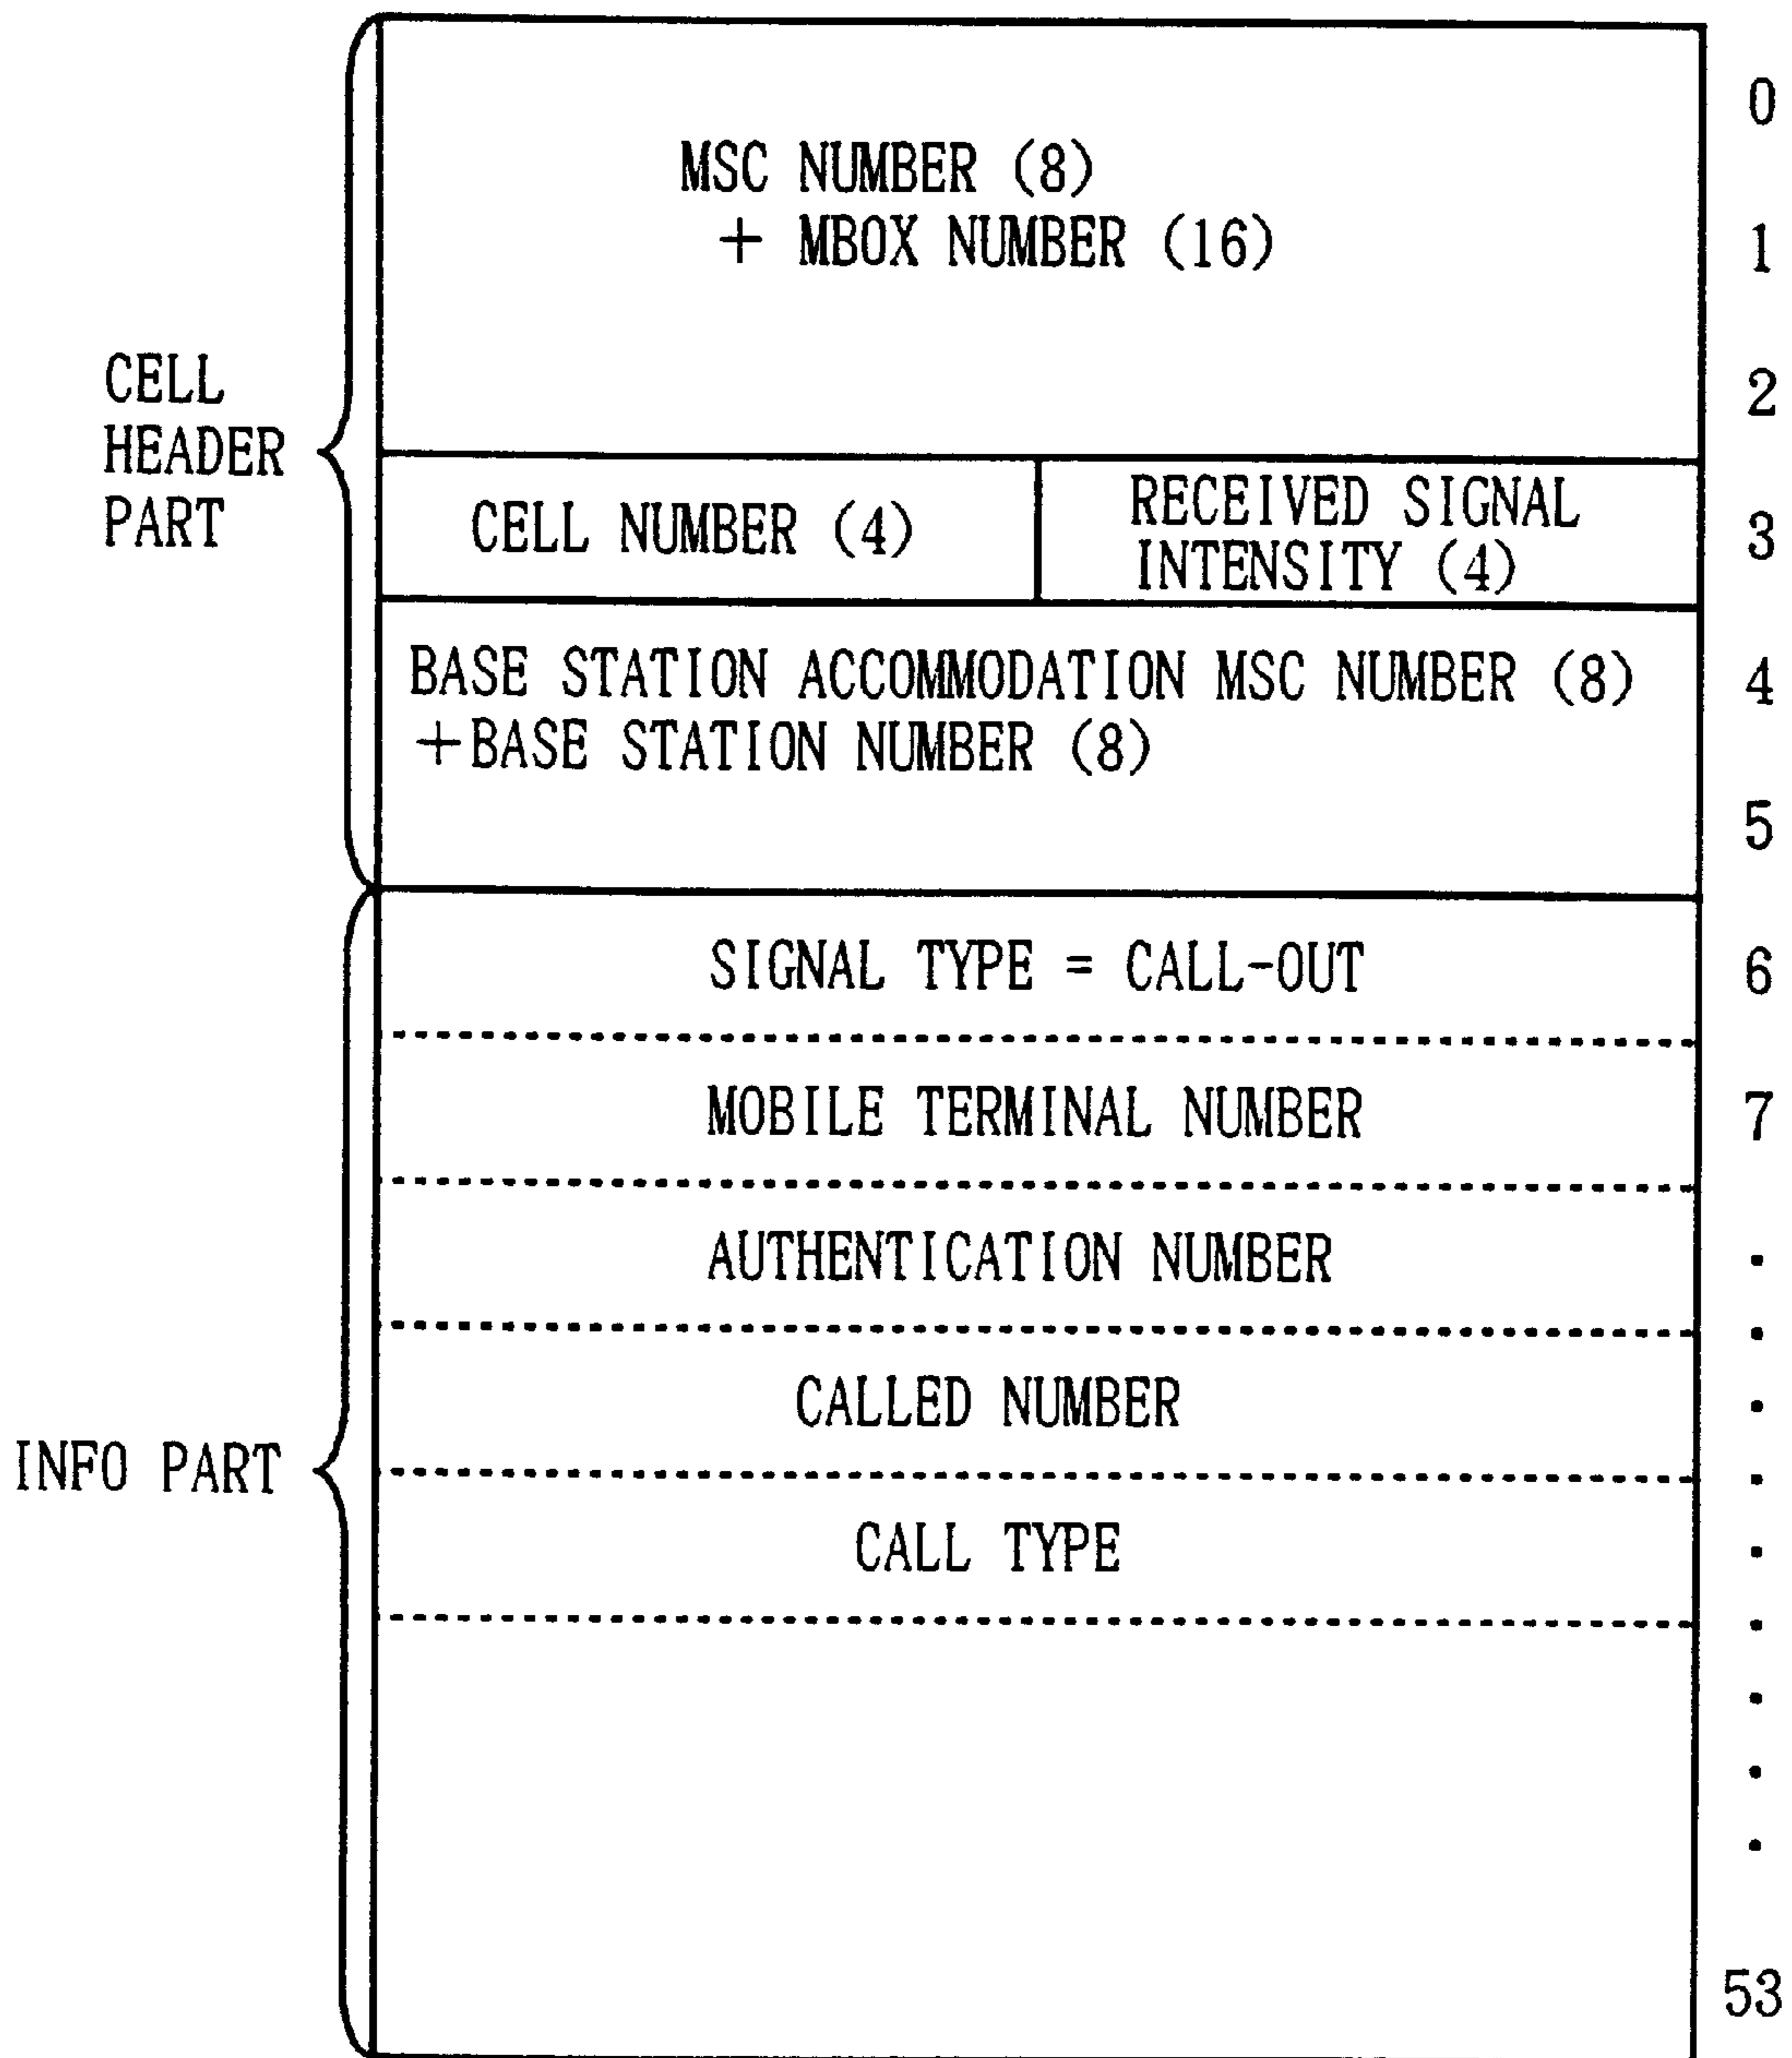 0
MSC NUMBER (8)
+ MBOX NUMBER (16)
1
2
CELL
HEADER
PART
CELL NUMBER (4)
RECEIVED SIGNAL
INTENSITY (4)
3
BASE STATION ACCOMMODATION MSC NUMBER (8)
+BASE STATION NUMBER (8)
4
5
SIGNAL TYPE = CALL-OUT
6
MOBILE TERMINAL NUMBER
7
AUTHENTICATION NUMBER
CALLED NUMBER
INFO PART
CALL TYPE
53